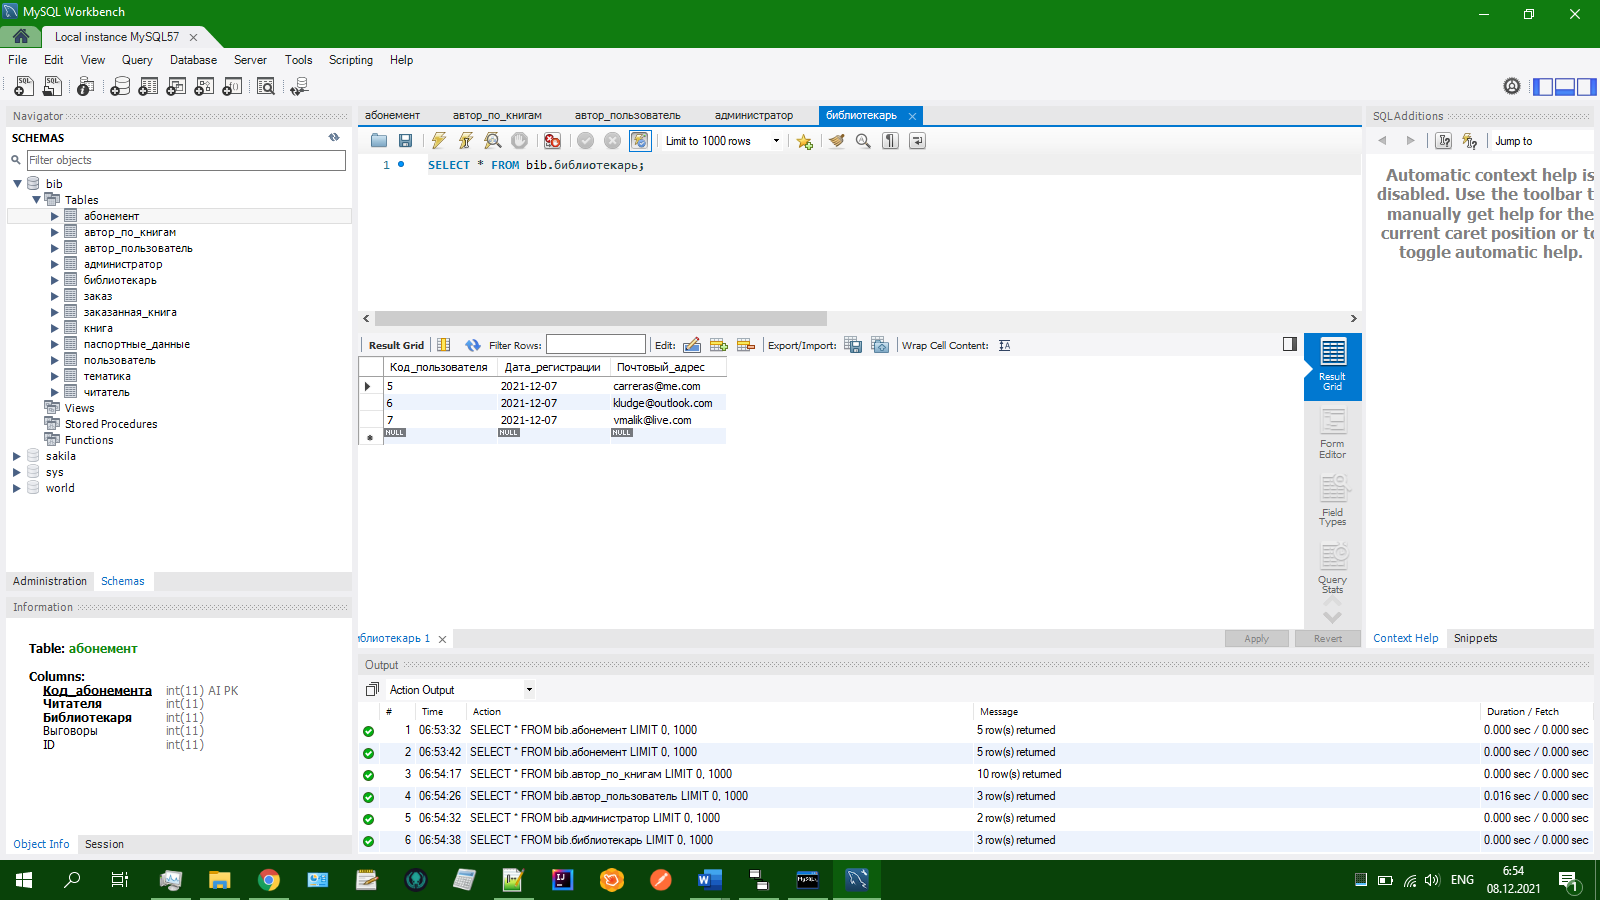 MySQL Workbench
Local instance MySQL57
File Edit View Query Database Server Tools Scripting Help
Navigator
SCHEMAS
Filter objects
bib
Tables
абонемент
автор_по_книгам
автор_пользователь
администратор
библиотекарь
заказ
заказанная_книга
книга
паспортные_данные
пользователь
тематика
читатель
Views
Stored Procedures
Functions
sakila
sys
world
Administration Schemas
Information
Table: абонемент
Columns:
Код_абонемента int(11) AI PK
Читателя int(11)
Библиотекаря int(11)
Выговоры int(11)
ID int(11)
Object Info Session
абонемент автор_по_книгам автор_пользователь администратор библиотекарь
Limit to 1000 rows
1 SELECT * FROM bib.библиотекарь;
Result Grid Filter Rows: Edit: Export/Import: Wrap Cell Content:
Код_пользователя Дата_регистрации Почтовый_адрес
5 2021-12-07 carreras@me.com
6 2021-12-07 kludge@outlook.com
7 2021-12-07 vmalik@live.com
NULL NULL NULL
Result
Grid
Form
Editor
Field
Types
Query
Stats
иблиотекарь 1
Apply Revert
SQLAdditions
Jump to
Automatic context help is
disabled. Use the toolbar t
manually get help for the
current caret position or to
toggle automatic help.
Context Help Snippets
Output
Action Output
# Time Action Message Duration / Fetch
1 06:53:32 SELECT * FROM bib.абонемент LIMIT 0, 1000 5 row(s) returned 0.000 sec / 0.000 sec
2 06:53:42 SELECT * FROM bib.абонемент LIMIT 0, 1000 5 row(s) returned 0.000 sec / 0.000 sec
3 06:54:17 SELECT * FROM bib.автор_по_книгам LIMIT 0, 1000 10 row(s) returned 0.000 sec / 0.000 sec
4 06:54:26 SELECT * FROM bib.автор_пользователь LIMIT 0, 1000 3 row(s) returned 0.016 sec / 0.000 sec
5 06:54:32 SELECT * FROM bib.администратор LIMIT 0, 1000 2 row(s) returned 0.000 sec / 0.000 sec
6 06:54:38 SELECT * FROM bib.библиотекарь LIMIT 0, 1000 3 row(s) returned 0.000 sec / 0.000 sec
ENG
6:54
08.12.2021
1